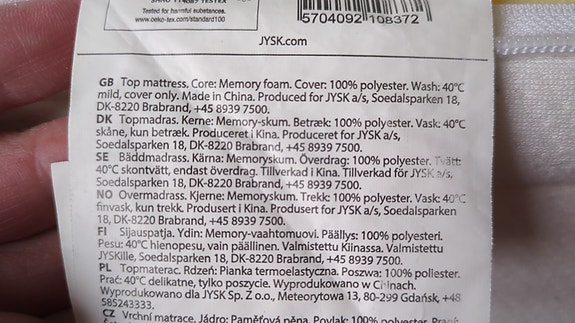 Tested for harmful substances.
www.oeko-tex.com/standard100
5704092 108372
JYSK.com
GB Top mattress. Core: Memory foam. Cover: 100% polyester. Wash: 40°C
mild, cover only. Made in China. Produced for JYSK a/s, Soedalsparken 18,
DK-8220 Brabrand, +45 8939 7500.
DK Topmadras. Kerne: Memory-skum. Betræk: 100% polyester. Vask: 40°C
skåne, kun betræk. Produceret i Kina. Produceret for JYSK a/s,
Soedalsparken 18, DK-8220 Brabrand, +45 8939 7500.
SE Bäddmadrass. Kärna: Memoryskum. Överdrag: 100% polyester. Tvätt:
40°C skontvätt, endast överdrag. Tillverkad i Kina. Tillverkad för JYSK a/s,
Soedalsparken 18, DK-8220 Brabrand, +45 8939 7500.
NO Overmadrass. Kjerne: Memoryskum. Trekk: 100% polyester. Vask: 40°C
finvask, kun trekk. Produsert i Kina. Produsert for JYSK a/s, Soedalsparken
18, DK-8220 Brabrand, +45 8939 7500.
FI Sijauspatja. Ydin: Memory-vaahtomuovi. Päällys: 100% polyesteri.
Pesu: 40°C hienopesu, vain päällinen. Valmistettu Kiinassa. Valmistettu
JYSKille, Soedalsparken 18, DK-8220 Brabrand, +45 8939 7500.
PL Topmaterac. Rdzeń: Pianka termoelastyczna. Poszwa: 100% poliester.
Prać: 40°C delikatne, tylko poszycie. Wyprodukowano w Chinach.
Wyprodukowano dla JYSK Sp. Z o.o., Meteorytowa 13, 80-299 Gdańsk, +48
585243333.
CZ Vrchní matrace. Jádro: Paměťová pěna. Povlak: 100% polyester.